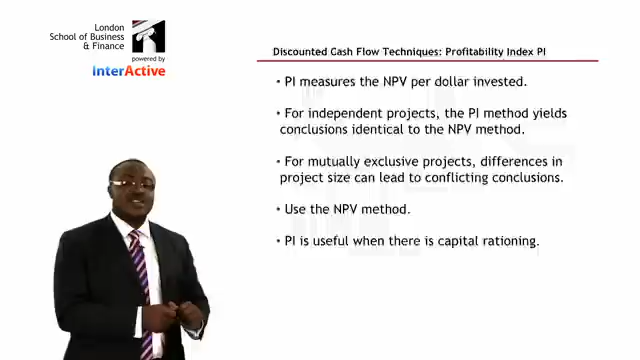 London
School of Business
& Finance
powered by
InterActive
Discounted Cash Flow Techniques: Profitability Index PI
• PI measures the NPV per dollar invested.
• For independent projects, the PI method yields
conclusions identical to the NPV method.
• For mutually exclusive projects, differences in
project size can lead to conflicting conclusions.
• Use the NPV method.
• PI is useful when there is capital rationing.